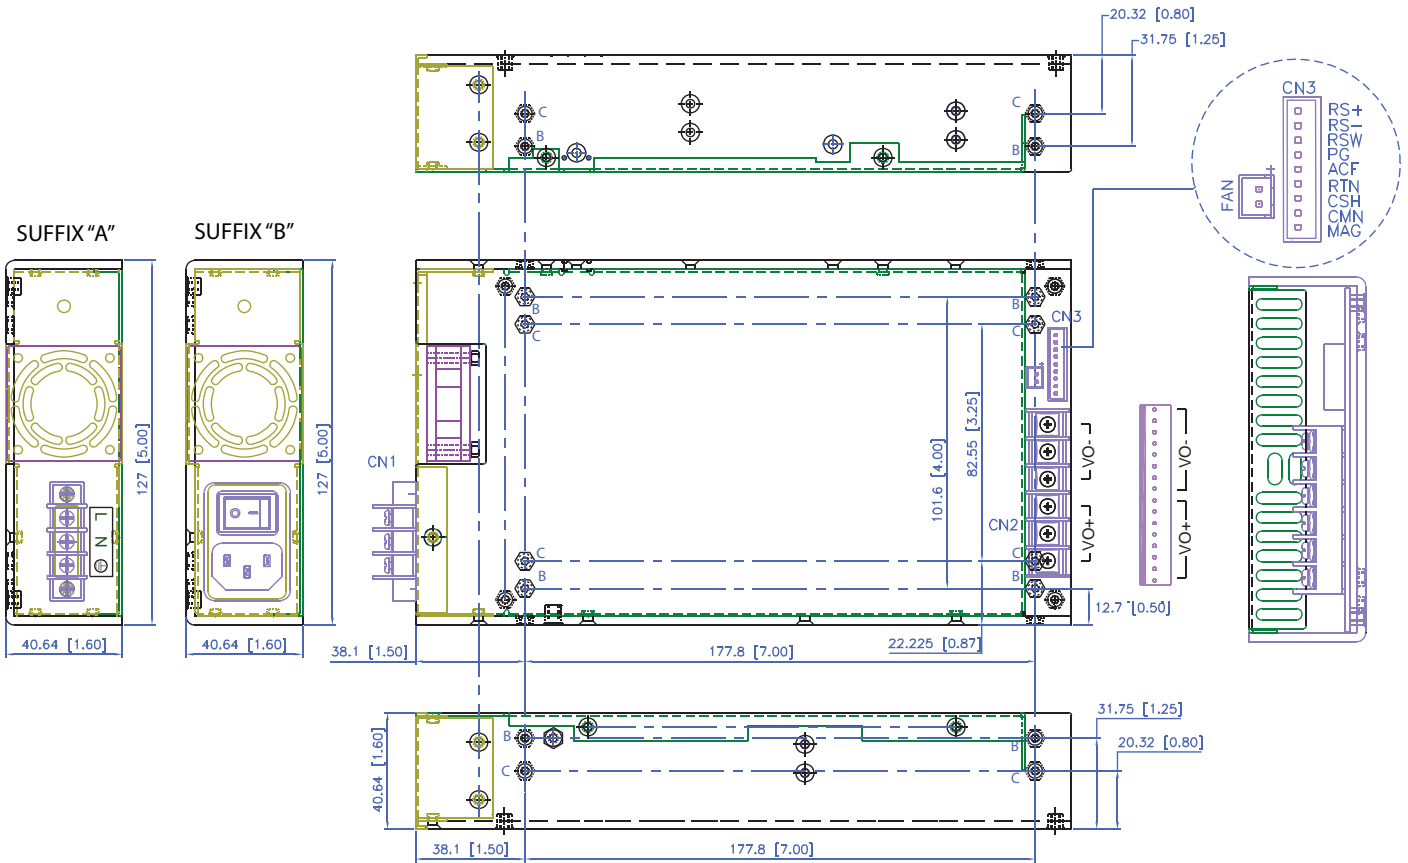 20.32 [0.80]
31.75 [1.25]
C
C
B
B
CN3
RS+
RS-
RSW
PG
ACF
RTN
CSH
CMN
MAG
FAN
+
SUFFIX "A"
SUFFIX "B"
127 [5.00]
L N
40.64 [1.60]
127 [5.00]
40.64 [1.60]
B
C
B
C
CN3
CN1
101.6 [4.00]
82.55 [3.25]
CN2
C
B
C
B
VO-
VO+
VO-
VO+
12.7 [0.50]
38.1 [1.50]
177.8 [7.00]
22.225 [0.87]
31.75 [1.25]
20.32 [0.80]
B
B
C
C
40.64 [1.60]
38.1 [1.50]
177.8 [7.00]